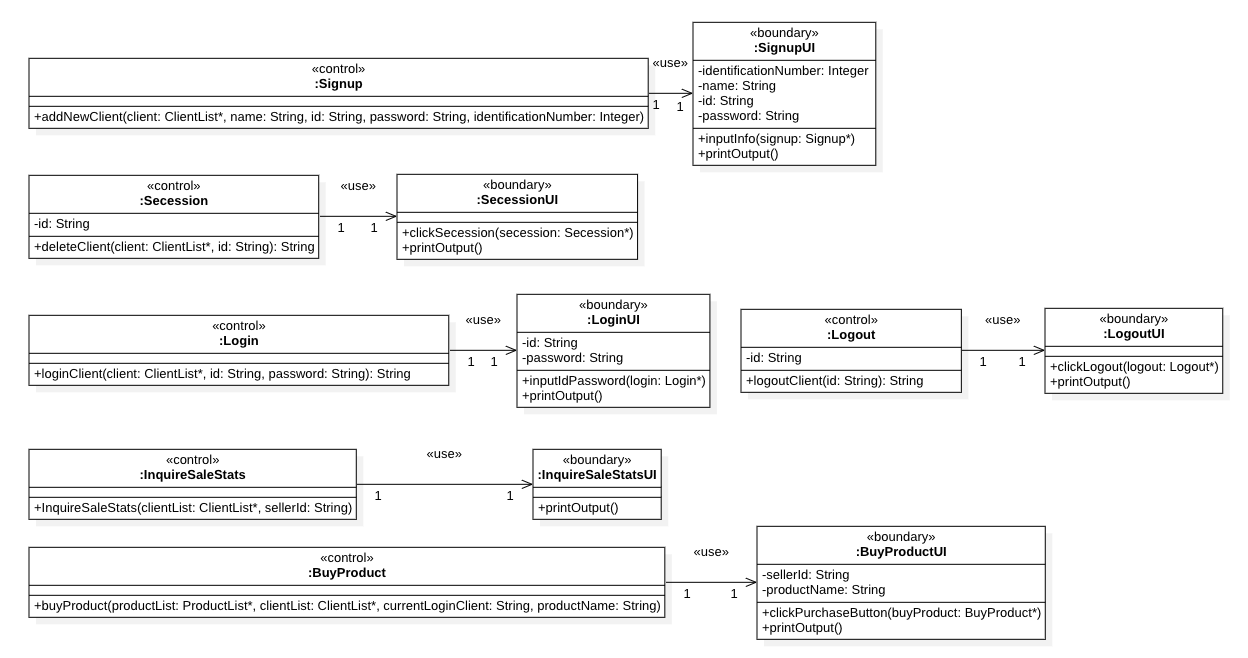 «control»
:Signup
+addNewClient(client: ClientList*, name: String, id: String, password: String, identificationNumber: Integer)
«use»
1
1
«boundary»
:SignupUI
-identificationNumber: Integer
-name: String
-id: String
-password: String
+inputInfo(signup: Signup*)
+printOutput()
«control»
:Secession
-id: String
+deleteClient(client: ClientList*, id: String): String
«use»
1
1
«boundary»
:SecessionUI
+clickSecession(secession: Secession*)
+printOutput()
«control»
:Login
+loginClient(client: ClientList*, id: String, password: String): String
«use»
1
1
«boundary»
:LoginUI
-id: String
-password: String
+inputIdPassword(login: Login*)
+printOutput()
«control»
:Logout
-id: String
+logoutClient(id: String): String
«use»
1
1
«boundary»
:LogoutUI
+clickLogout(logout: Logout*)
+printOutput()
«control»
:InquireSaleStats
+InquireSaleStats(clientList: ClientList*, sellerId: String)
«use»
1
1
«boundary»
:InquireSaleStatsUI
+printOutput()
«control»
:BuyProduct
+buyProduct(productList: ProductList*, clientList: ClientList*, currentLoginClient: String, productName: String)
«use»
1
1
«boundary»
:BuyProductUI
-sellerId: String
-productName: String
+clickPurchaseButton(buyProduct: BuyProduct*)
+printOutput()